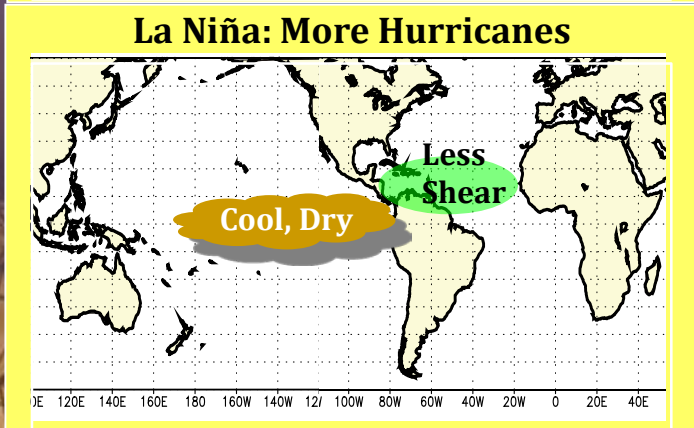 La Niña: More Hurricanes
Less
Shear
Cool, Dry
120E 140E 160E 180 160W 140W 12 100W 80W 60W 40W 20W 0 20E 40E